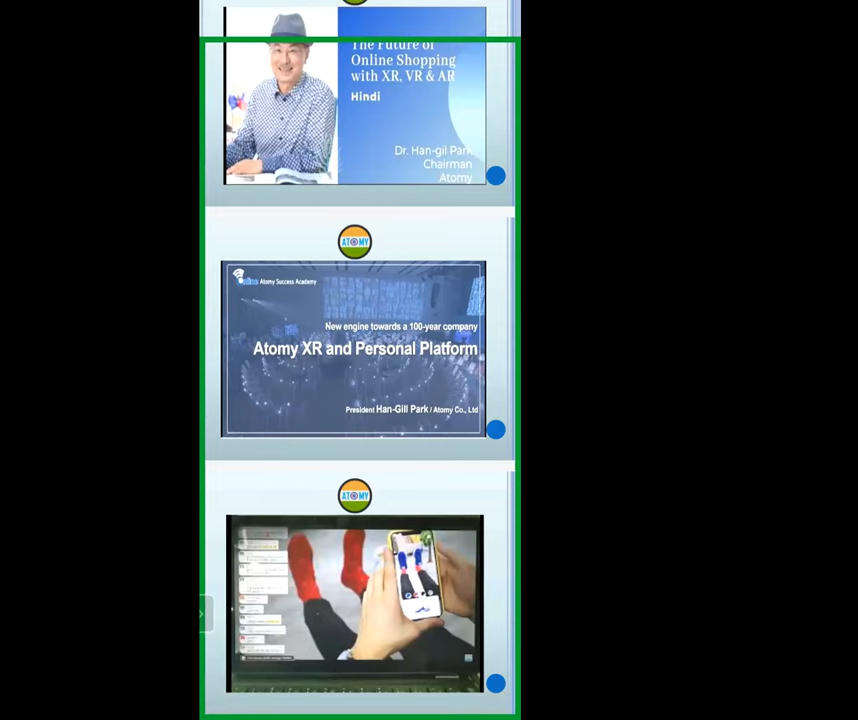 The Future of
Online Shopping
with XR, VR & AR
Hindi
Dr. Han-gil Park
Chairman
Atomy
ATOMY
Online Atomy Success Academy
New engine towards a 100-year company
Atomy XR and Personal Platform
President Han-Gill Park / Atomy Co., Ltd
ATOMY